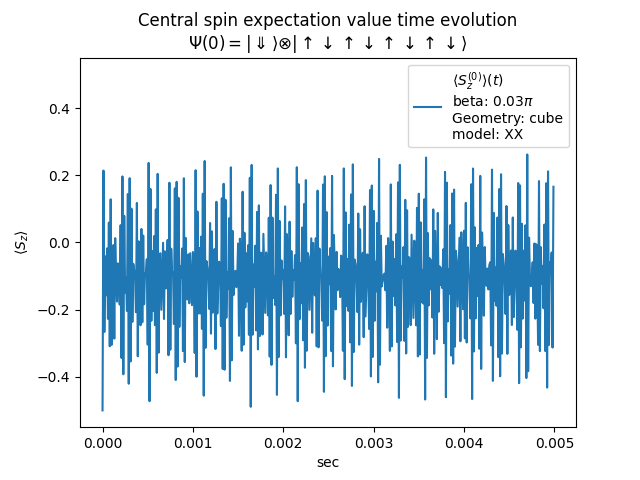 Central spin expectation value time evolution
Ψ(0) = | ⇓ ⟩⊗| ↑ ↓ ↑ ↓ ↑ ↓ ↑ ↓ ⟩
⟨S_z^{(0)}⟩(t)
beta: 0.03π
Geometry: cube
model: XX
0.4
0.2
0.0
−0.2
−0.4
⟨S_z⟩
0.000 0.001 0.002 0.003 0.004 0.005
sec